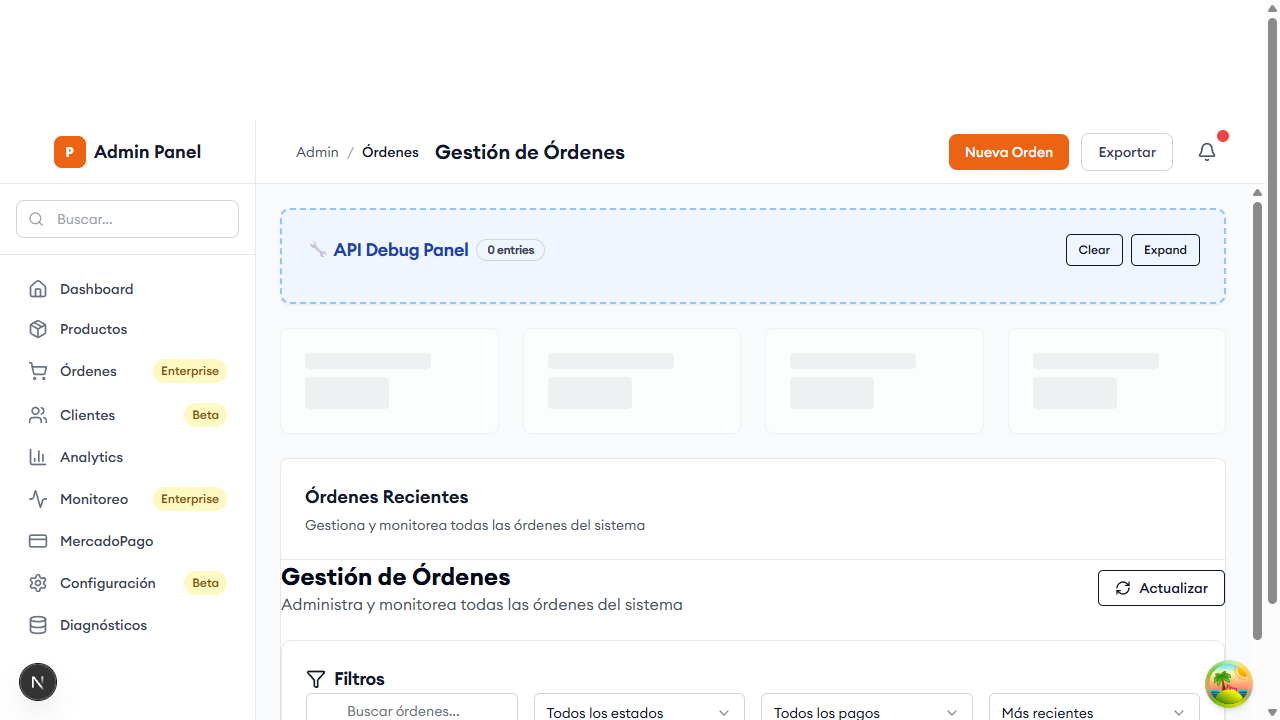 P Admin Panel
Admin / Órdenes Gestión de Órdenes
Nueva Orden
Exportar
Buscar...
Dashboard
Productos
Órdenes Enterprise
Clientes Beta
Analytics
Monitoreo Enterprise
MercadoPago
Configuración Beta
Diagnósticos
N
API Debug Panel 0 entries
Clear
Expand
Órdenes Recientes
Gestiona y monitorea todas las órdenes del sistema
Gestión de Órdenes
Administra y monitorea todas las órdenes del sistema
Actualizar
Filtros
Buscar órdenes...
Todos los estados
Todos los pagos
Más recientes